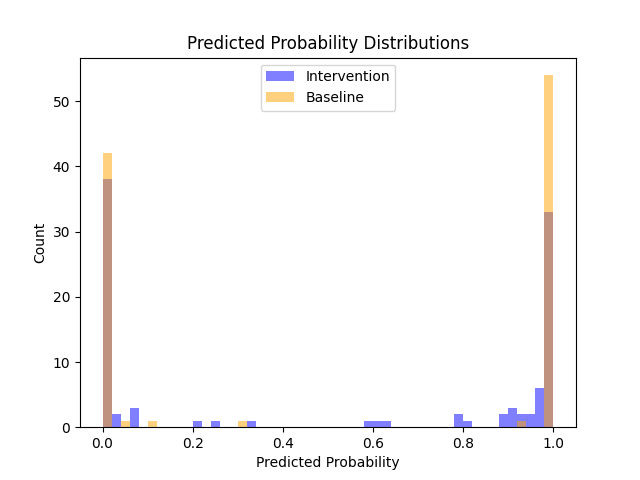 Predicted Probability Distributions
Intervention
Baseline
Count
50
40
30
20
10
0
0.0 0.2 0.4 0.6 0.8 1.0
Predicted Probability